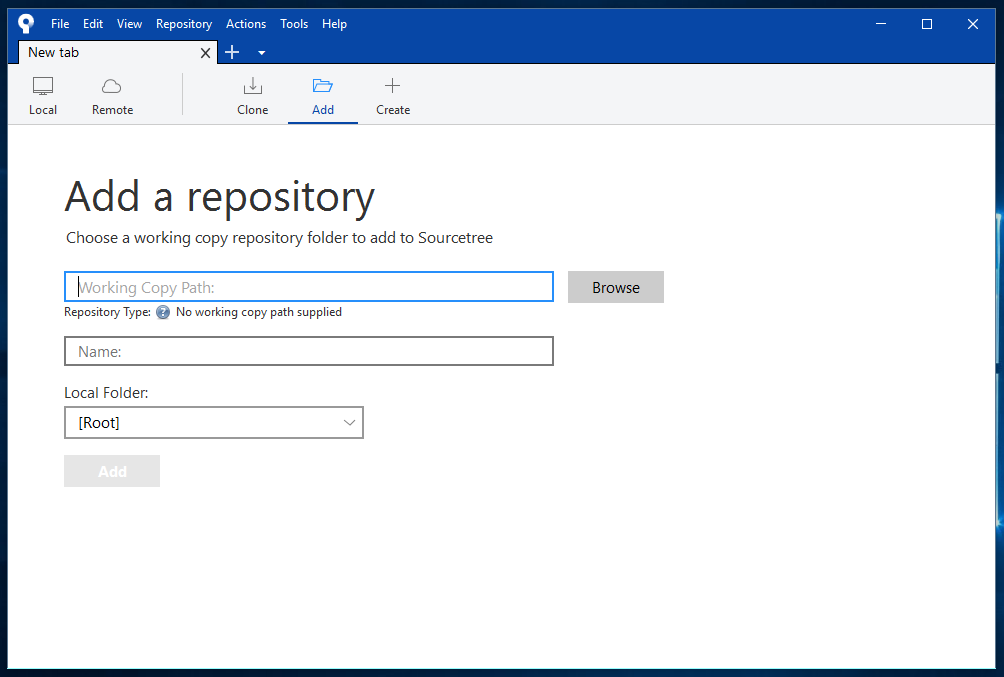 File Edit View Repository Actions Tools Help
New tab
Local Remote Clone Add Create
Add a repository
Choose a working copy repository folder to add to Sourcetree
Working Copy Path: Browse
Repository Type: ? No working copy path supplied
Name:
Local Folder:
[Root]
Add